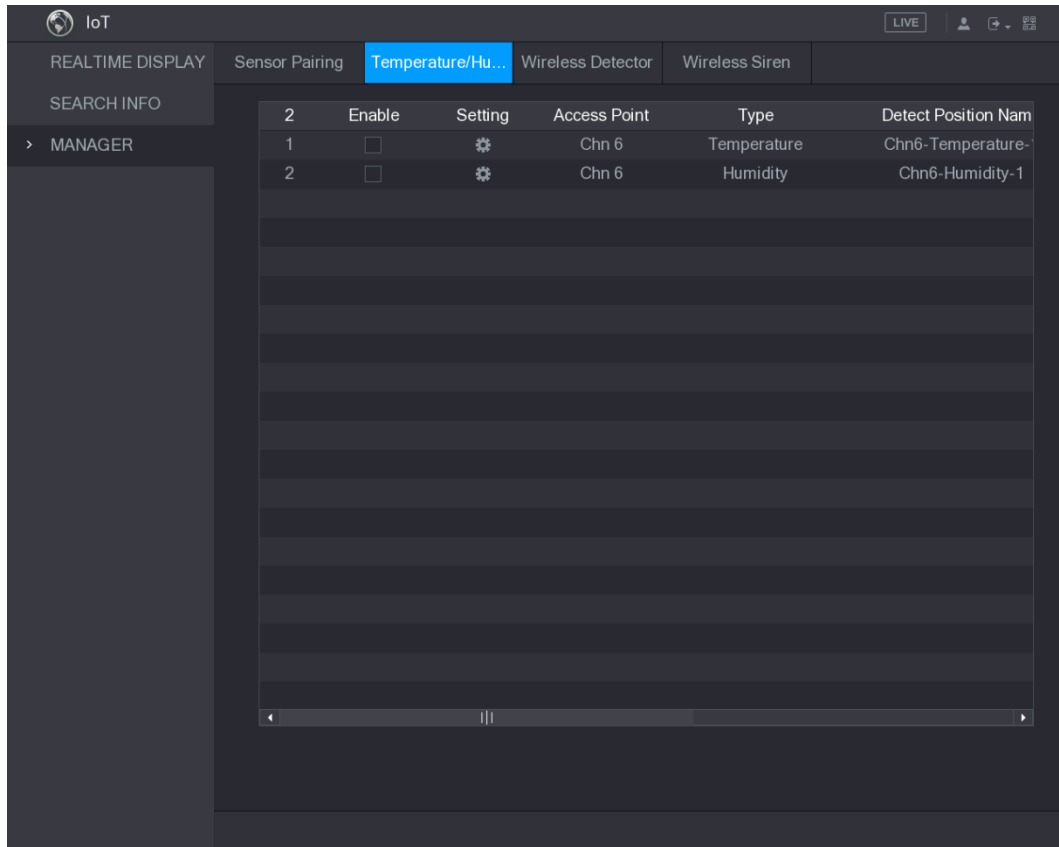 IoT LIVE
REALTIME DISPLAY
SEARCH INFO
MANAGER
Sensor Pairing Temperature/Hu... Wireless Detector Wireless Siren
2 Enable Setting Access Point Type Detect Position Nam
1 Chn 6 Temperature Chn6-Temperature-
2 Chn 6 Humidity Chn6-Humidity-1